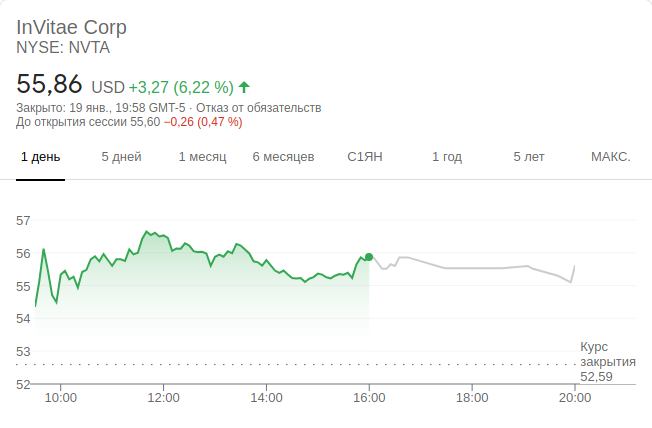 InVitae Corp
NYSE: NVTA
55,86 USD +3,27 (6,22 %)
Закрыто: 19 янв., 19:58 GMT-5 · Отказ от обязательств
До открытия сессии 55,60 −0,26 (0,47 %)
1 день 5 дней 1 месяц 6 месяцев С1ЯН 1 год 5 лет МАКС.
57
56
55
54
53
Курс
закрытия
52,59
52
10:00 12:00 14:00 16:00 18:00 20:00